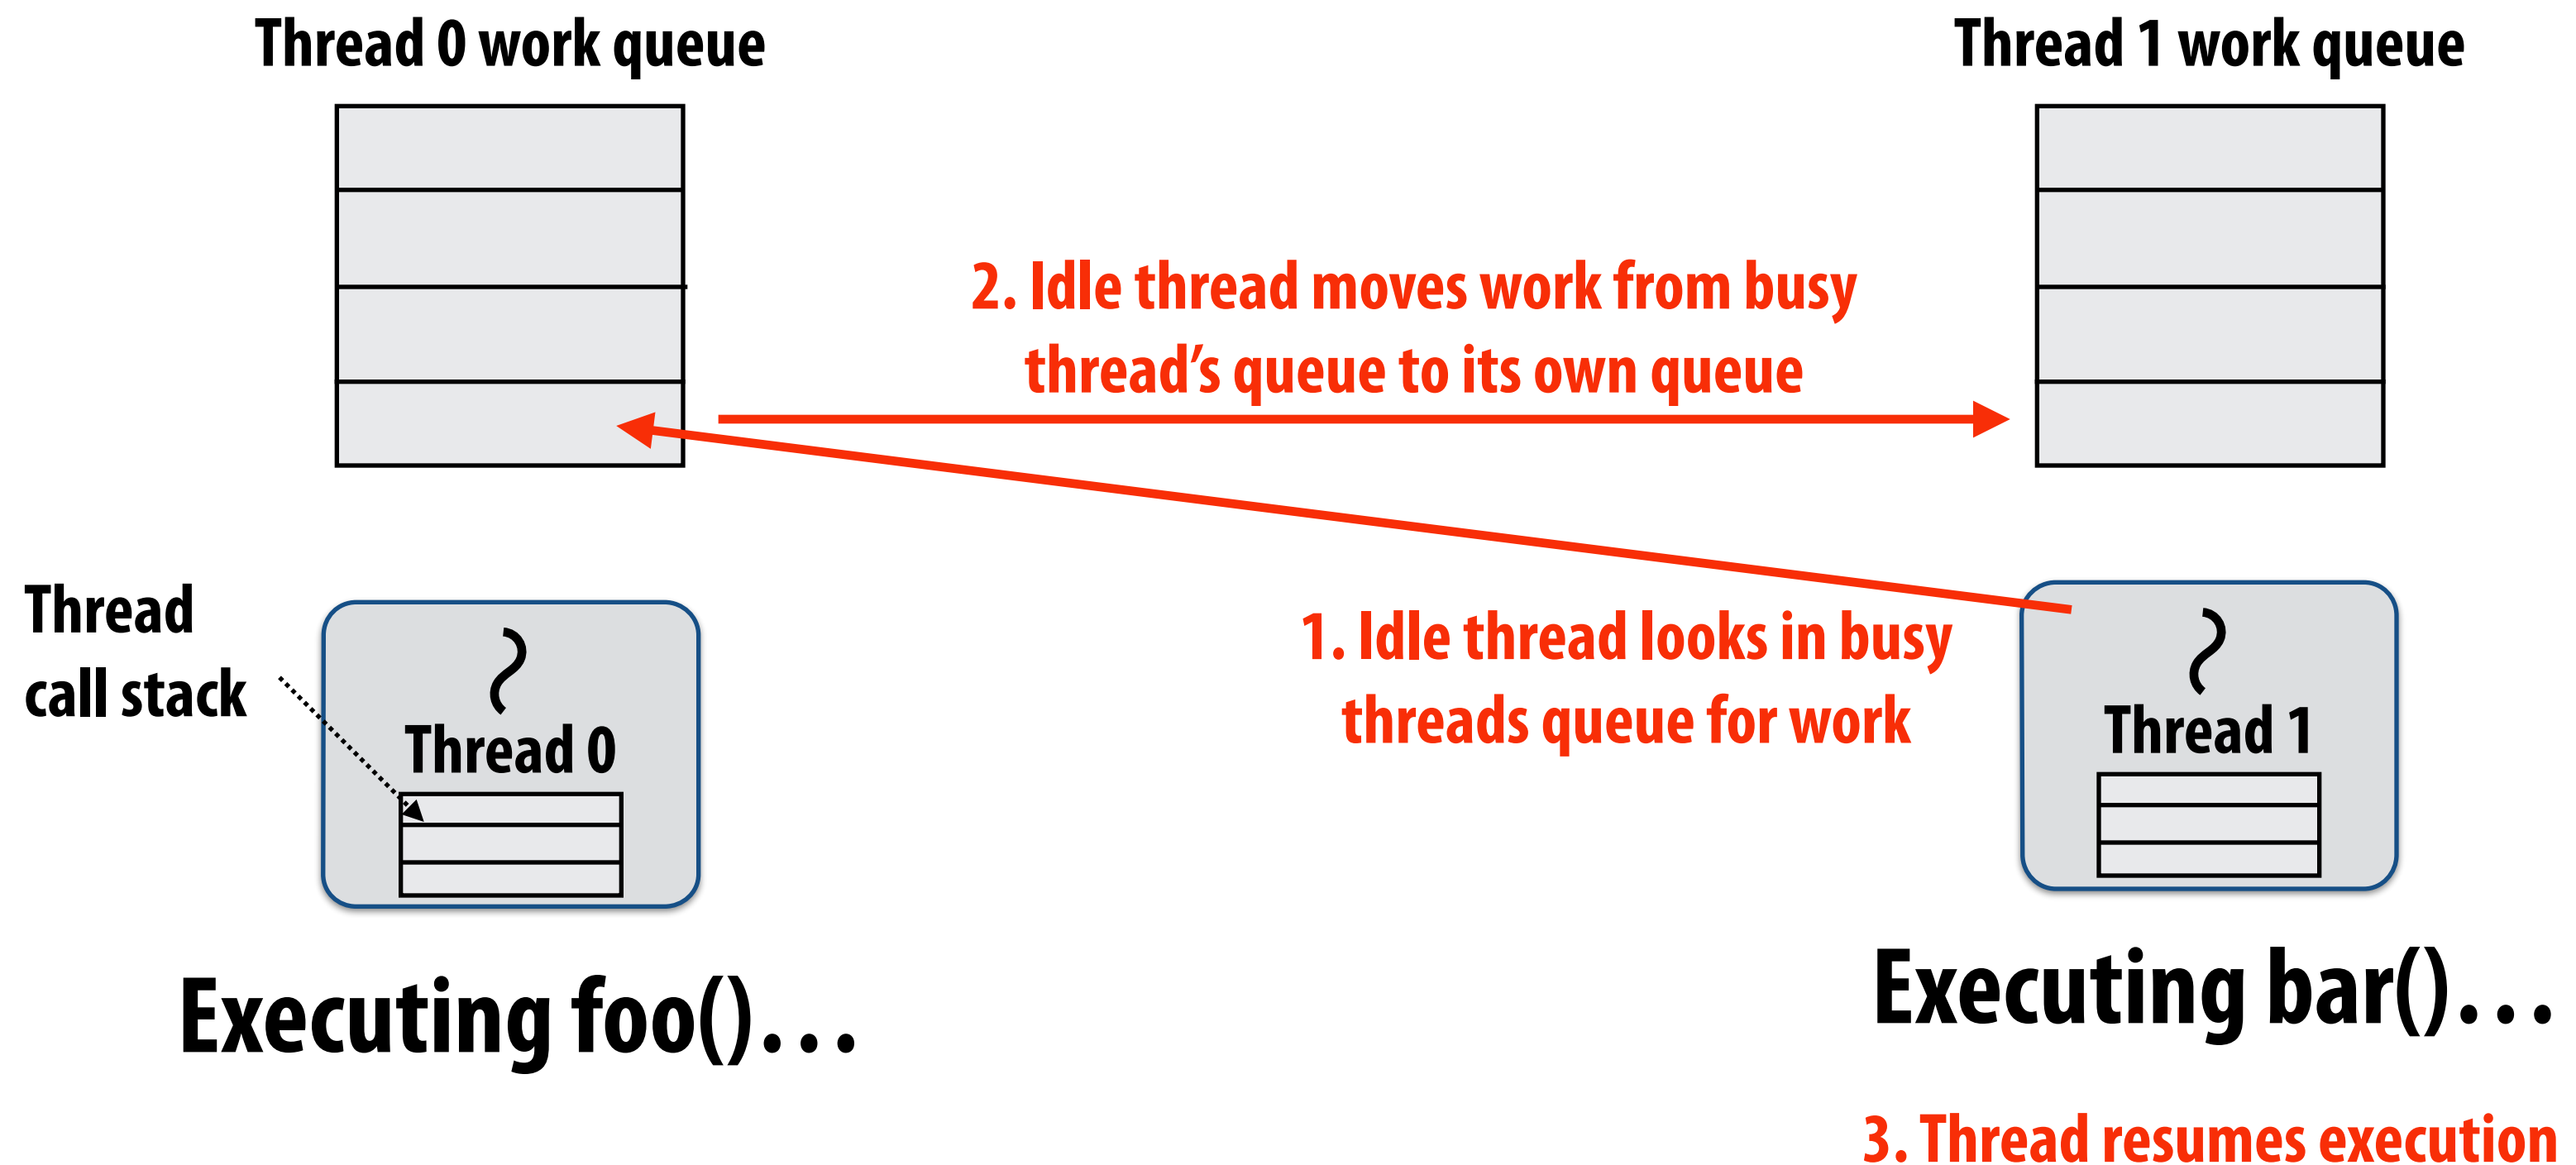 Thread 0 work queue
Thread 1 work queue
2. Idle thread moves work from busy
thread’s queue to its own queue
Thread
call stack
1. Idle thread looks in busy
threads queue for work
Thread 0
Thread 1
Executing foo()…
Executing bar()…
3. Thread resumes execution